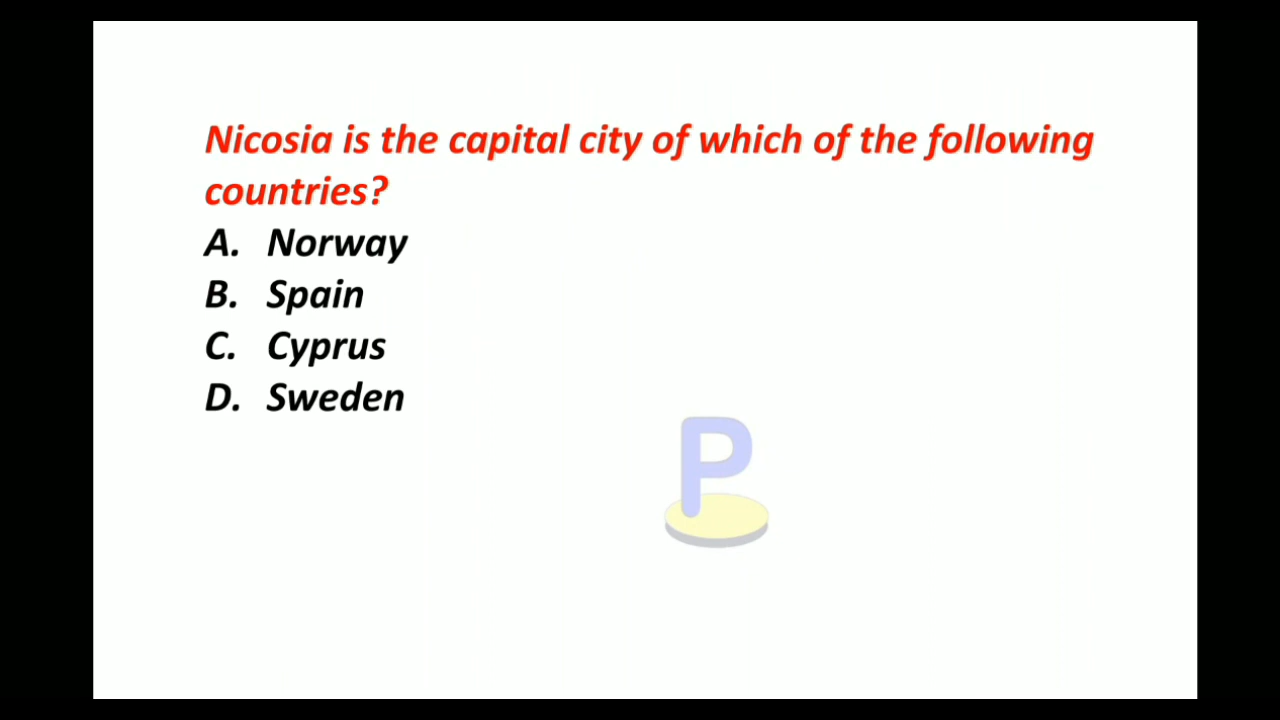 Nicosia is the capital city of which of the following
countries?
A. Norway
B. Spain
C. Cyprus
D. Sweden
P